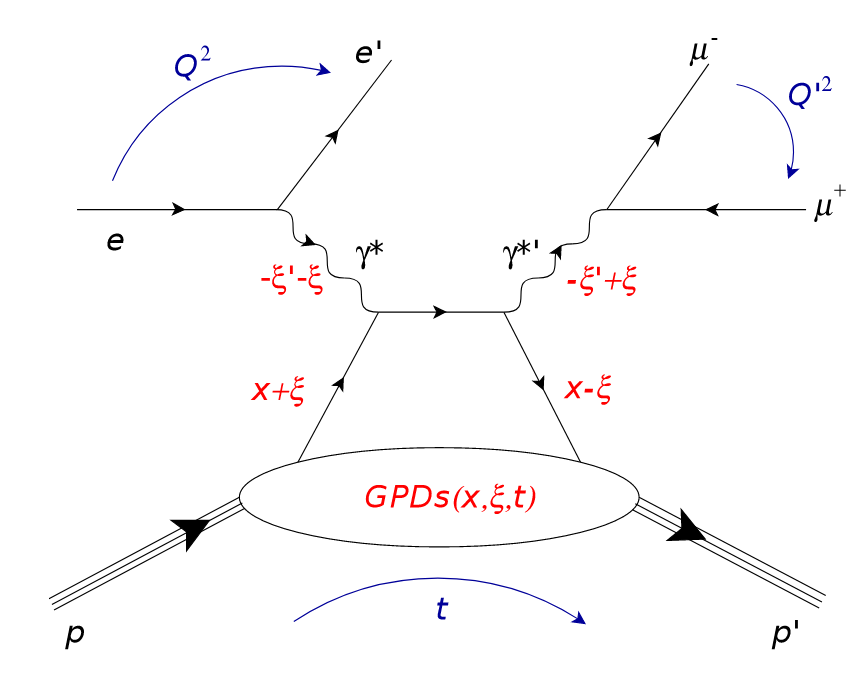 Q²
e'
μ⁻
Q'²
e
γ*
γ*'
μ⁺
-ξ'-ξ
-ξ'+ξ
x+ξ
x-ξ
GPDs(x,ξ,t)
t
p
p'